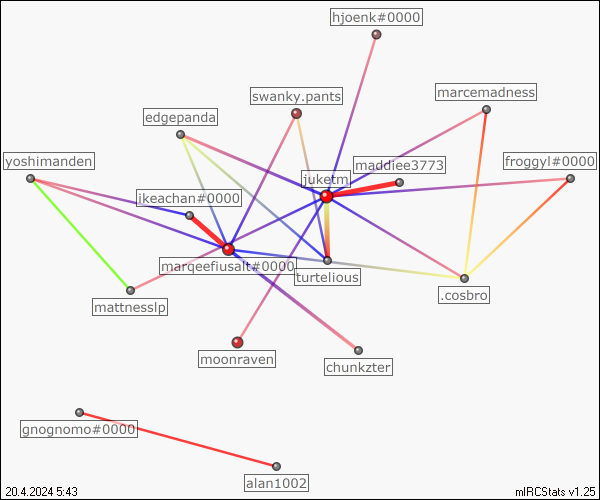 hjoenk#0000
swanky.pants
marcemadness
edgepanda
yoshimanden
maddiee3773
froggyl#0000
juketm
ikeachan#0000
marqeefiusalt#0000
turtelious
.cosbro
mattnesslp
moonraven
chunkzter
gnognomo#0000
alan1002
20.4.2024 5:43
mIRCStats v1.25